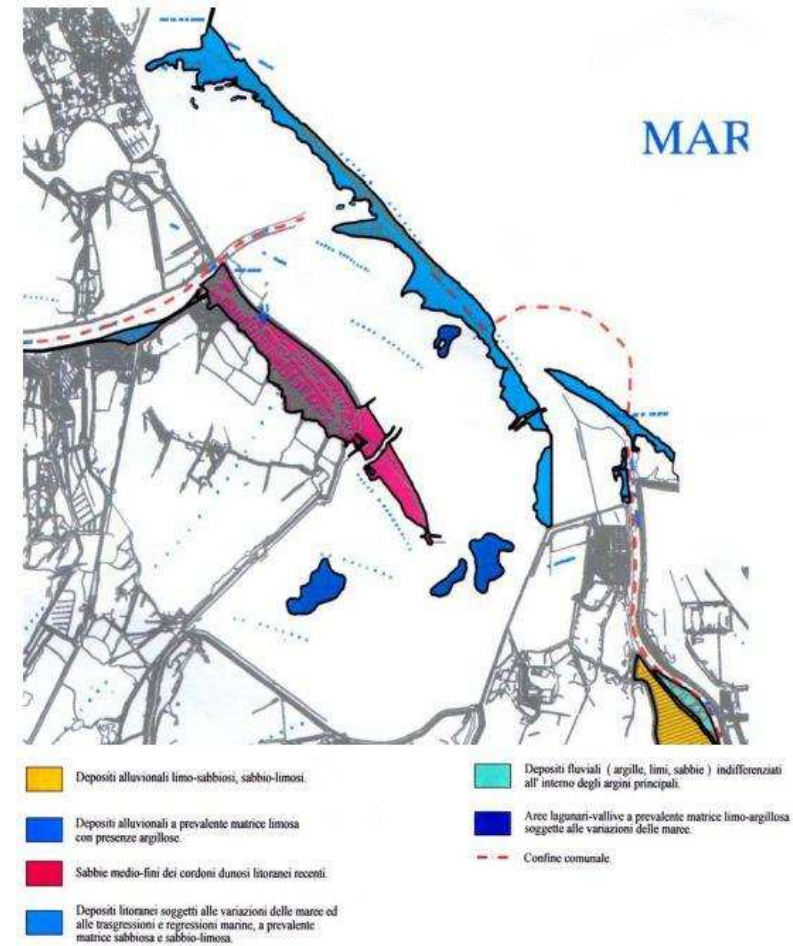 MAR
Depositi alluvionali limo-sabbiosi, sabbio-limosi.
Depositi alluvionali a prevalente matrice limosa
con presenze argillose.
Sabbie medio-fini dei cordoni dunosi litoranei recenti.
Depositi litoranei soggetti alle variazioni delle maree ed
alle trasgressioni e regressioni marine, a prevalente
matrice sabbiosa e sabbio-limosa.
Depositi fluviali ( argille, limi, sabbie ) indifferenziati
all' interno degli argini principali.
Aree lagunari-vallive a prevalente matrice limo-argillosa
soggette alle variazioni delle maree.
Confine comunale